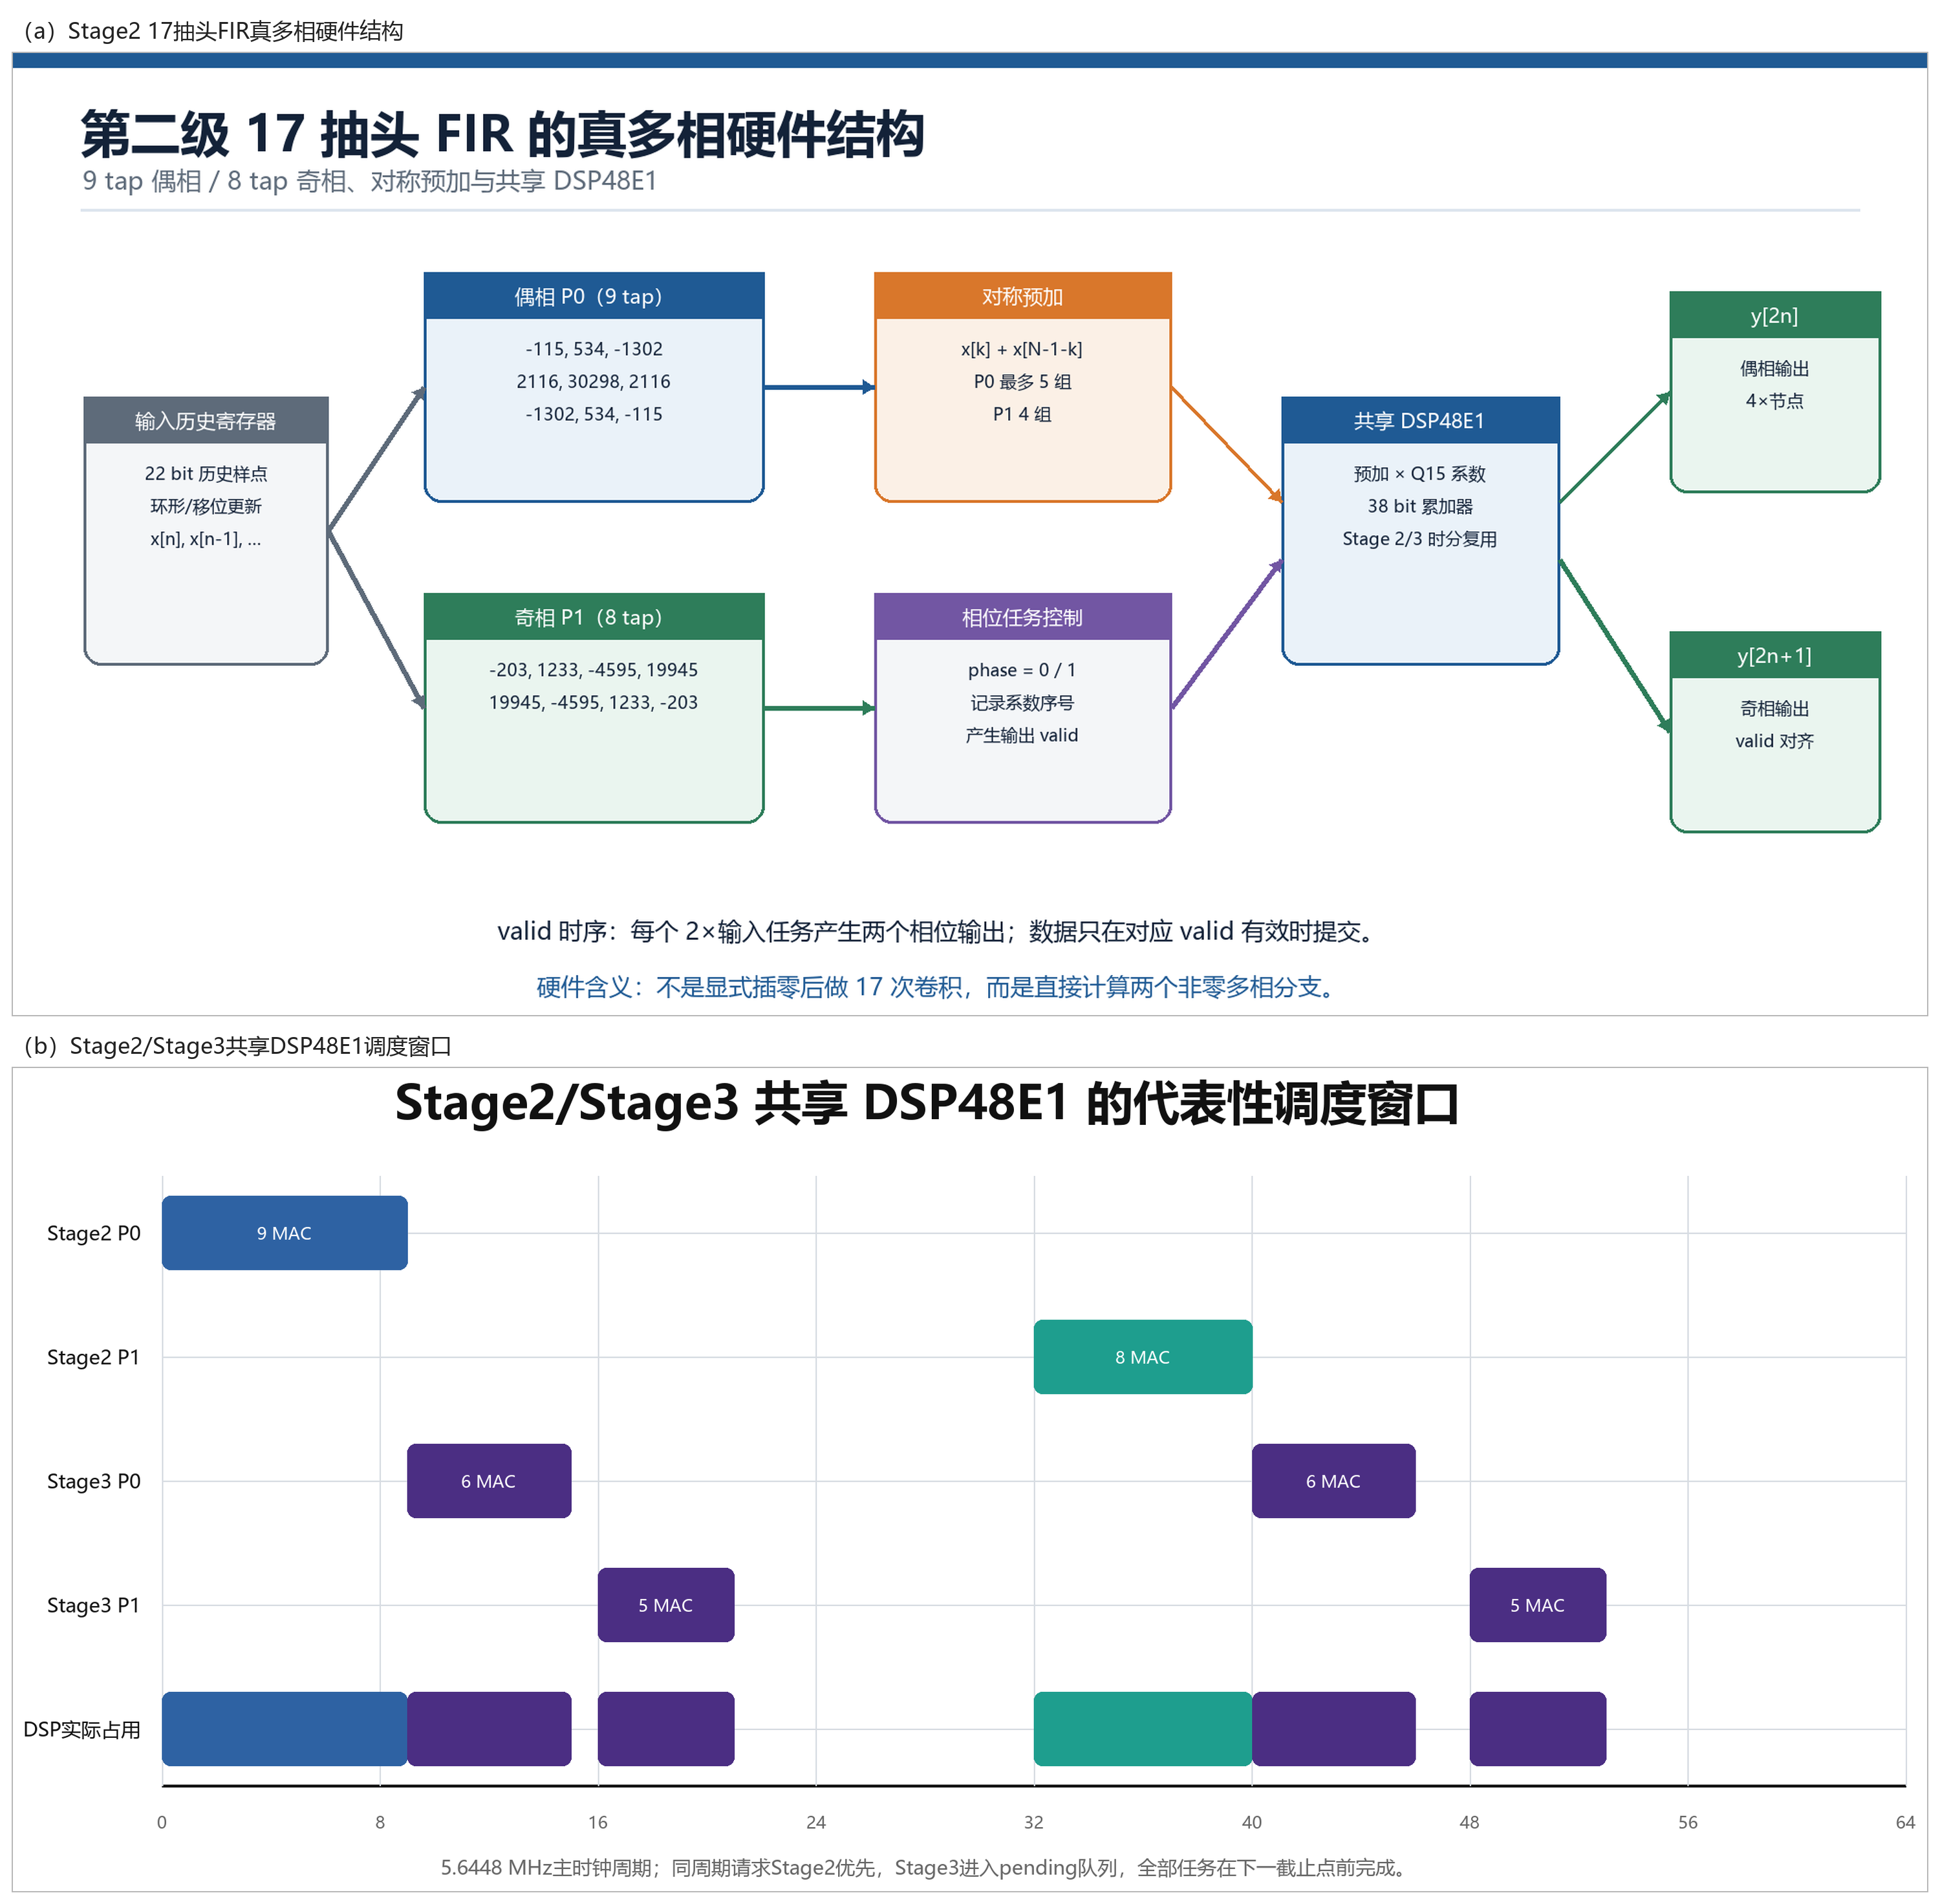 （a）Stage2 17抽头FIR真多相硬件结构
第二级 17 抽头 FIR 的真多相硬件结构
9 tap 偶相 / 8 tap 奇相、对称预加与共享 DSP48E1
输入历史寄存器
22 bit 历史样点
环形/移位更新
x[n], x[n-1], ...
偶相 P0（9 tap）
-115, 534, -1302
2116, 30298, 2116
-1302, 534, -115
奇相 P1（8 tap）
-203, 1233, -4595, 19945
19945, -4595, 1233, -203
对称预加
x[k] + x[N-1-k]
P0 最多 5 组
P1 4 组
相位任务控制
phase = 0 / 1
记录系数序号
产生输出 valid
共享 DSP48E1
预加 × Q15 系数
38 bit 累加器
Stage 2/3 时分复用
y[2n]
偶相输出
4×节点
y[2n+1]
奇相输出
valid 对齐
valid 时序：每个 2×输入任务产生两个相位输出；数据只在对应 valid 有效时提交。
硬件含义：不是显式插零后做 17 次卷积，而是直接计算两个非零多相分支。
（b）Stage2/Stage3共享DSP48E1调度窗口
Stage2/Stage3 共享 DSP48E1 的代表性调度窗口
Stage2 P0
9 MAC
Stage2 P1
8 MAC
Stage3 P0
6 MAC
6 MAC
Stage3 P1
5 MAC
5 MAC
DSP实际占用
0
8
16
24
32
40
48
56
64
5.6448 MHz主时钟周期；同周期请求Stage2优先，Stage3进入pending队列，全部任务在下一截止点前完成。